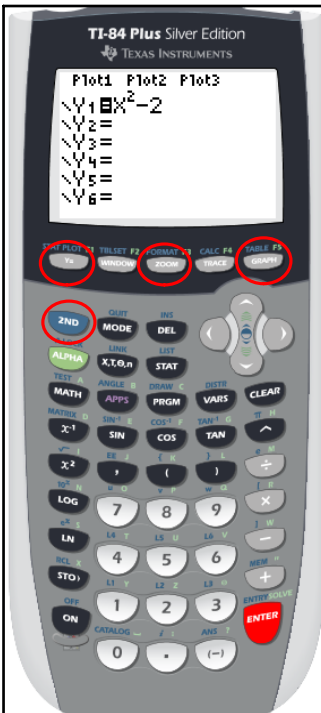 TI-84 Plus Silver Edition
TEXAS INSTRUMENTS
Plot1 Plot2 Plot3
\Y1=X²-2
\Y2=
\Y3=
\Y4=
\Y5=
\Y6=
STAT PLOT F1 TBLSET F2 FORMAT F3 CALC F4 TABLE F5
Y= WINDOW ZOOM TRACE GRAPH
QUIT INS
2ND MODE DEL
LINK LIST
ALPHA X,T,Θ,n STAT
TEST A ANGLE B DRAW C DISTR
MATH APPS PRGM VARS CLEAR
MATRIX D SIN⁻¹ E COS⁻¹ F TAN⁻¹ G π H
x⁻¹ SIN COS TAN ^
√ I EE J { K } L e M
x² , ( ) ÷
10ˣ N u O v P w Q [ R
LOG 7 8 9 ×
eˣ S L4 T L5 U L6 V ] W
LN 4 5 6 −
RCL X L1 Y L2 Z L3 θ MEM "
STO› 1 2 3 +
OFF CATALOG i : ANS ? ENTRY SOLVE
ON 0 . (−) ENTER